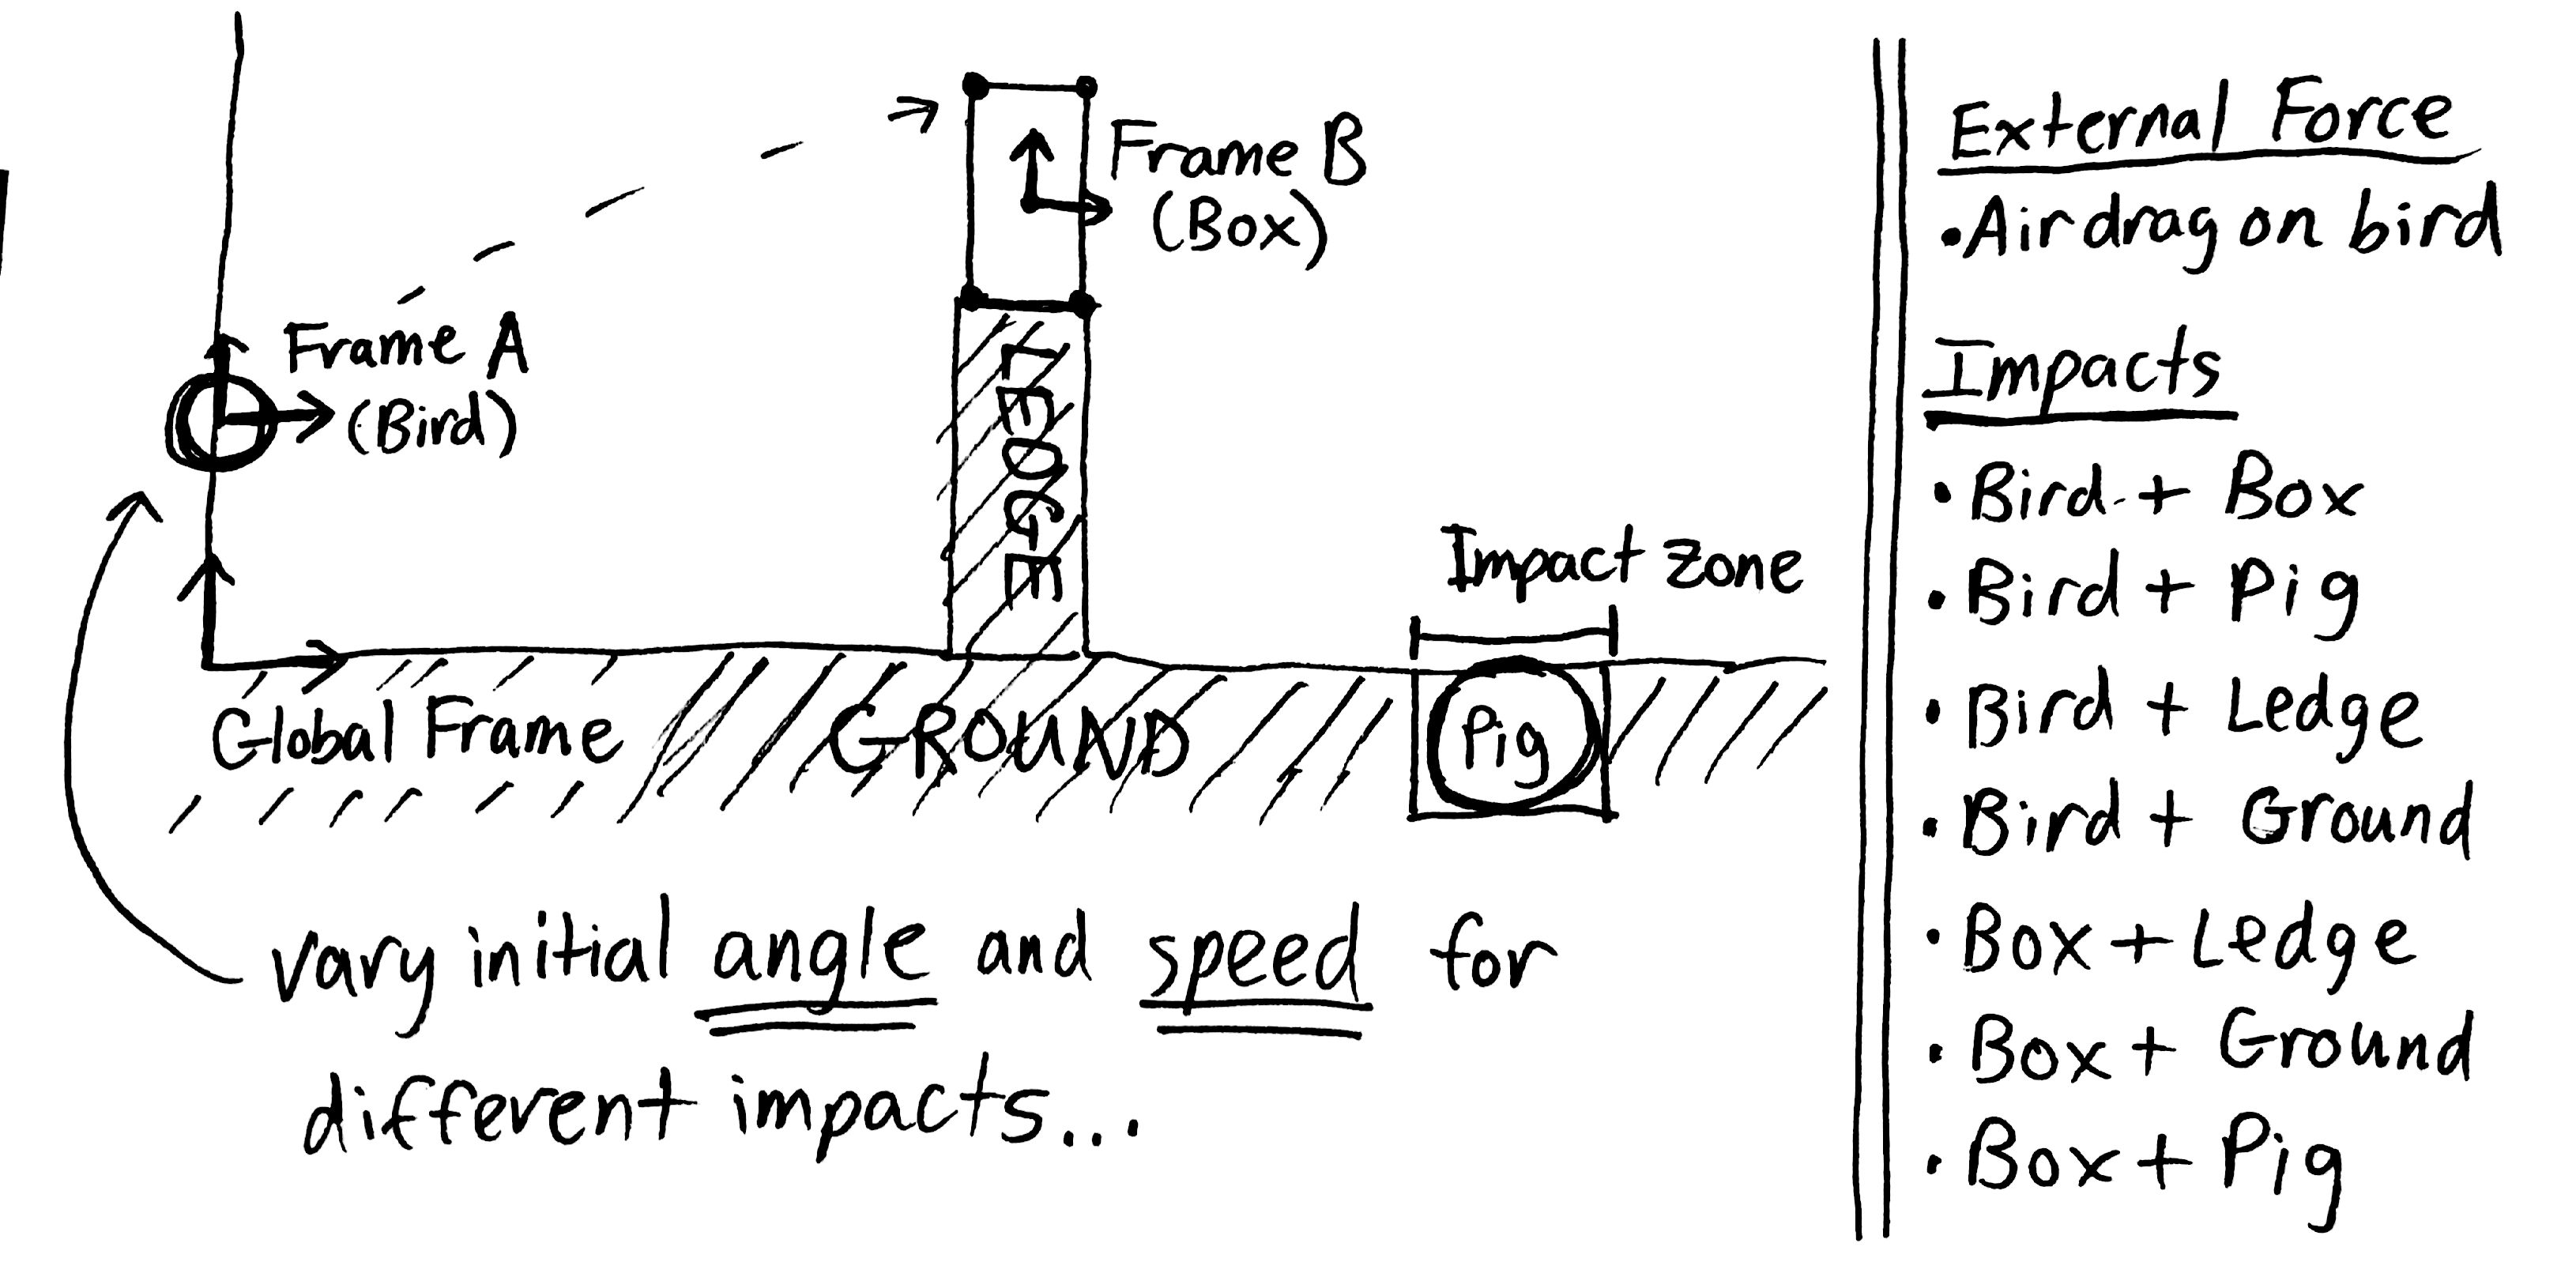 Frame B
(Box)
Frame A
(Bird)
LEDGE
Impact Zone
Pig
Global Frame
GROUND
vary initial angle and speed for
different impacts...
External Force
• Air drag on bird
Impacts
• Bird + Box
• Bird + Pig
• Bird + Ledge
• Bird + Ground
• Box + Ledge
• Box + Ground
• Box + Pig